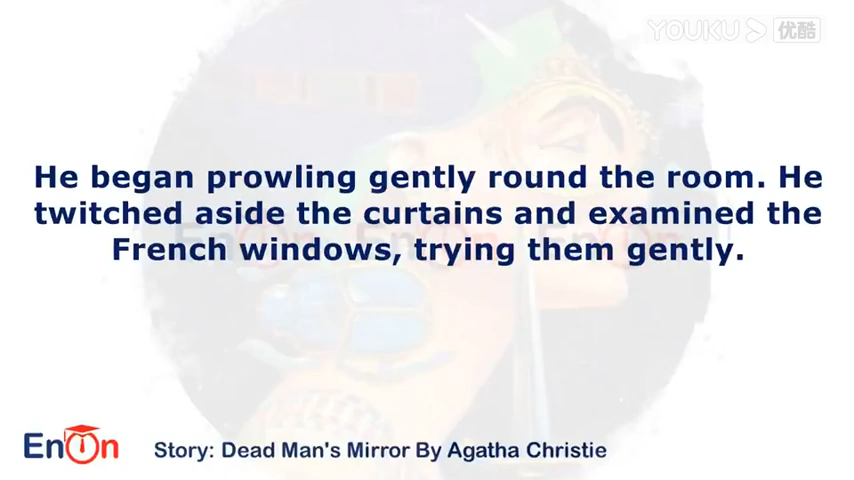 YOUKU 优酷
He began prowling gently round the room. He
twitched aside the curtains and examined the
French windows, trying them gently.
EnOn
Story: Dead Man's Mirror By Agatha Christie